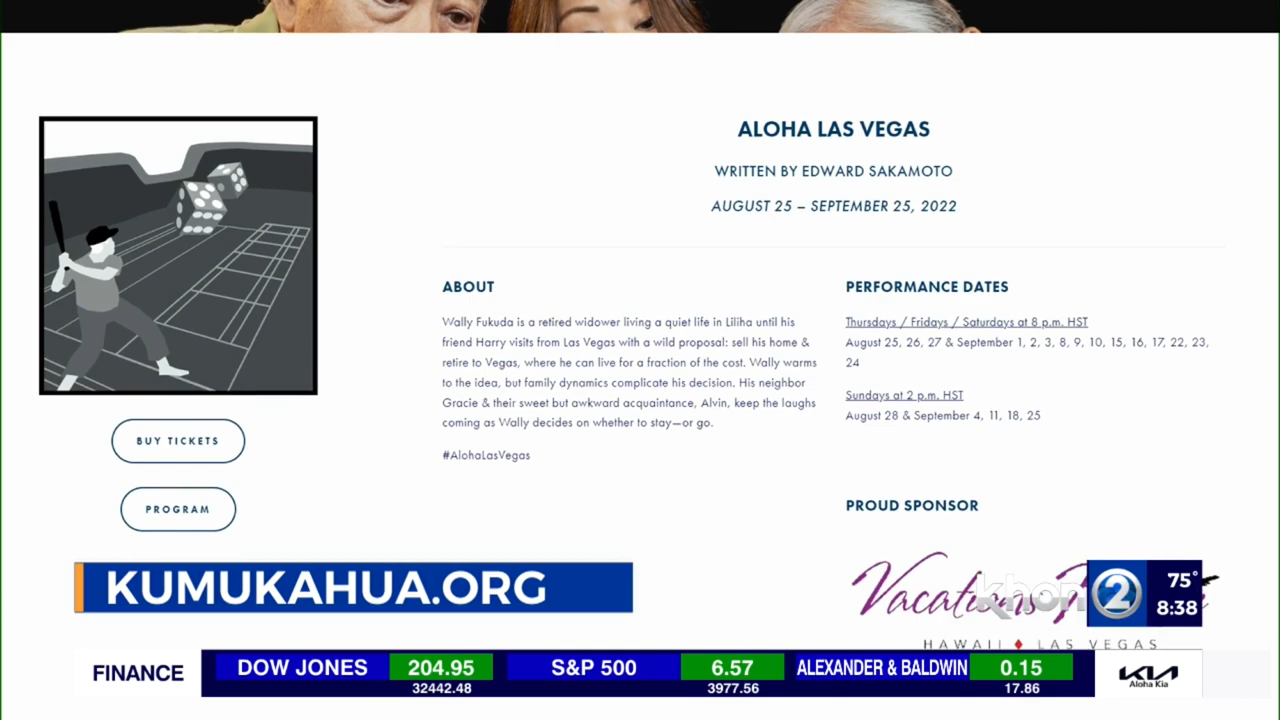 ALOHA LAS VEGAS
WRITTEN BY EDWARD SAKAMOTO
AUGUST 25 – SEPTEMBER 25, 2022
ABOUT
Wally Fukuda is a retired widower living a quiet life in Liliha until his
friend Harry visits from Las Vegas with a wild proposal: sell his home &
retire to Vegas, where he can live for a fraction of the cost. Wally warms
to the idea, but family dynamics complicate his decision. His neighbor
Gracie & their sweet but awkward acquaintance, Alvin, keep the laughs
coming as Wally decides on whether to stay—or go.
#AlohaLasVegas
PERFORMANCE DATES
Thursdays / Fridays / Saturdays at 8 p.m. HST
August 25, 26, 27 & September 1, 2, 3, 8, 9, 10, 15, 16, 17, 22, 23,
24
Sundays at 2 p.m. HST
August 28 & September 4, 11, 18, 25
PROUD SPONSOR
Vacations
HAWAII LAS VEGAS
BUY TICKETS
PROGRAM
KUMUKAHUA.ORG
khon 2
75°
8:38
FINANCE
DOW JONES 204.95
32442.48
S&P 500 6.57
3977.56
ALEXANDER & BALDWIN 0.15
17.86
KIA
Aloha Kia